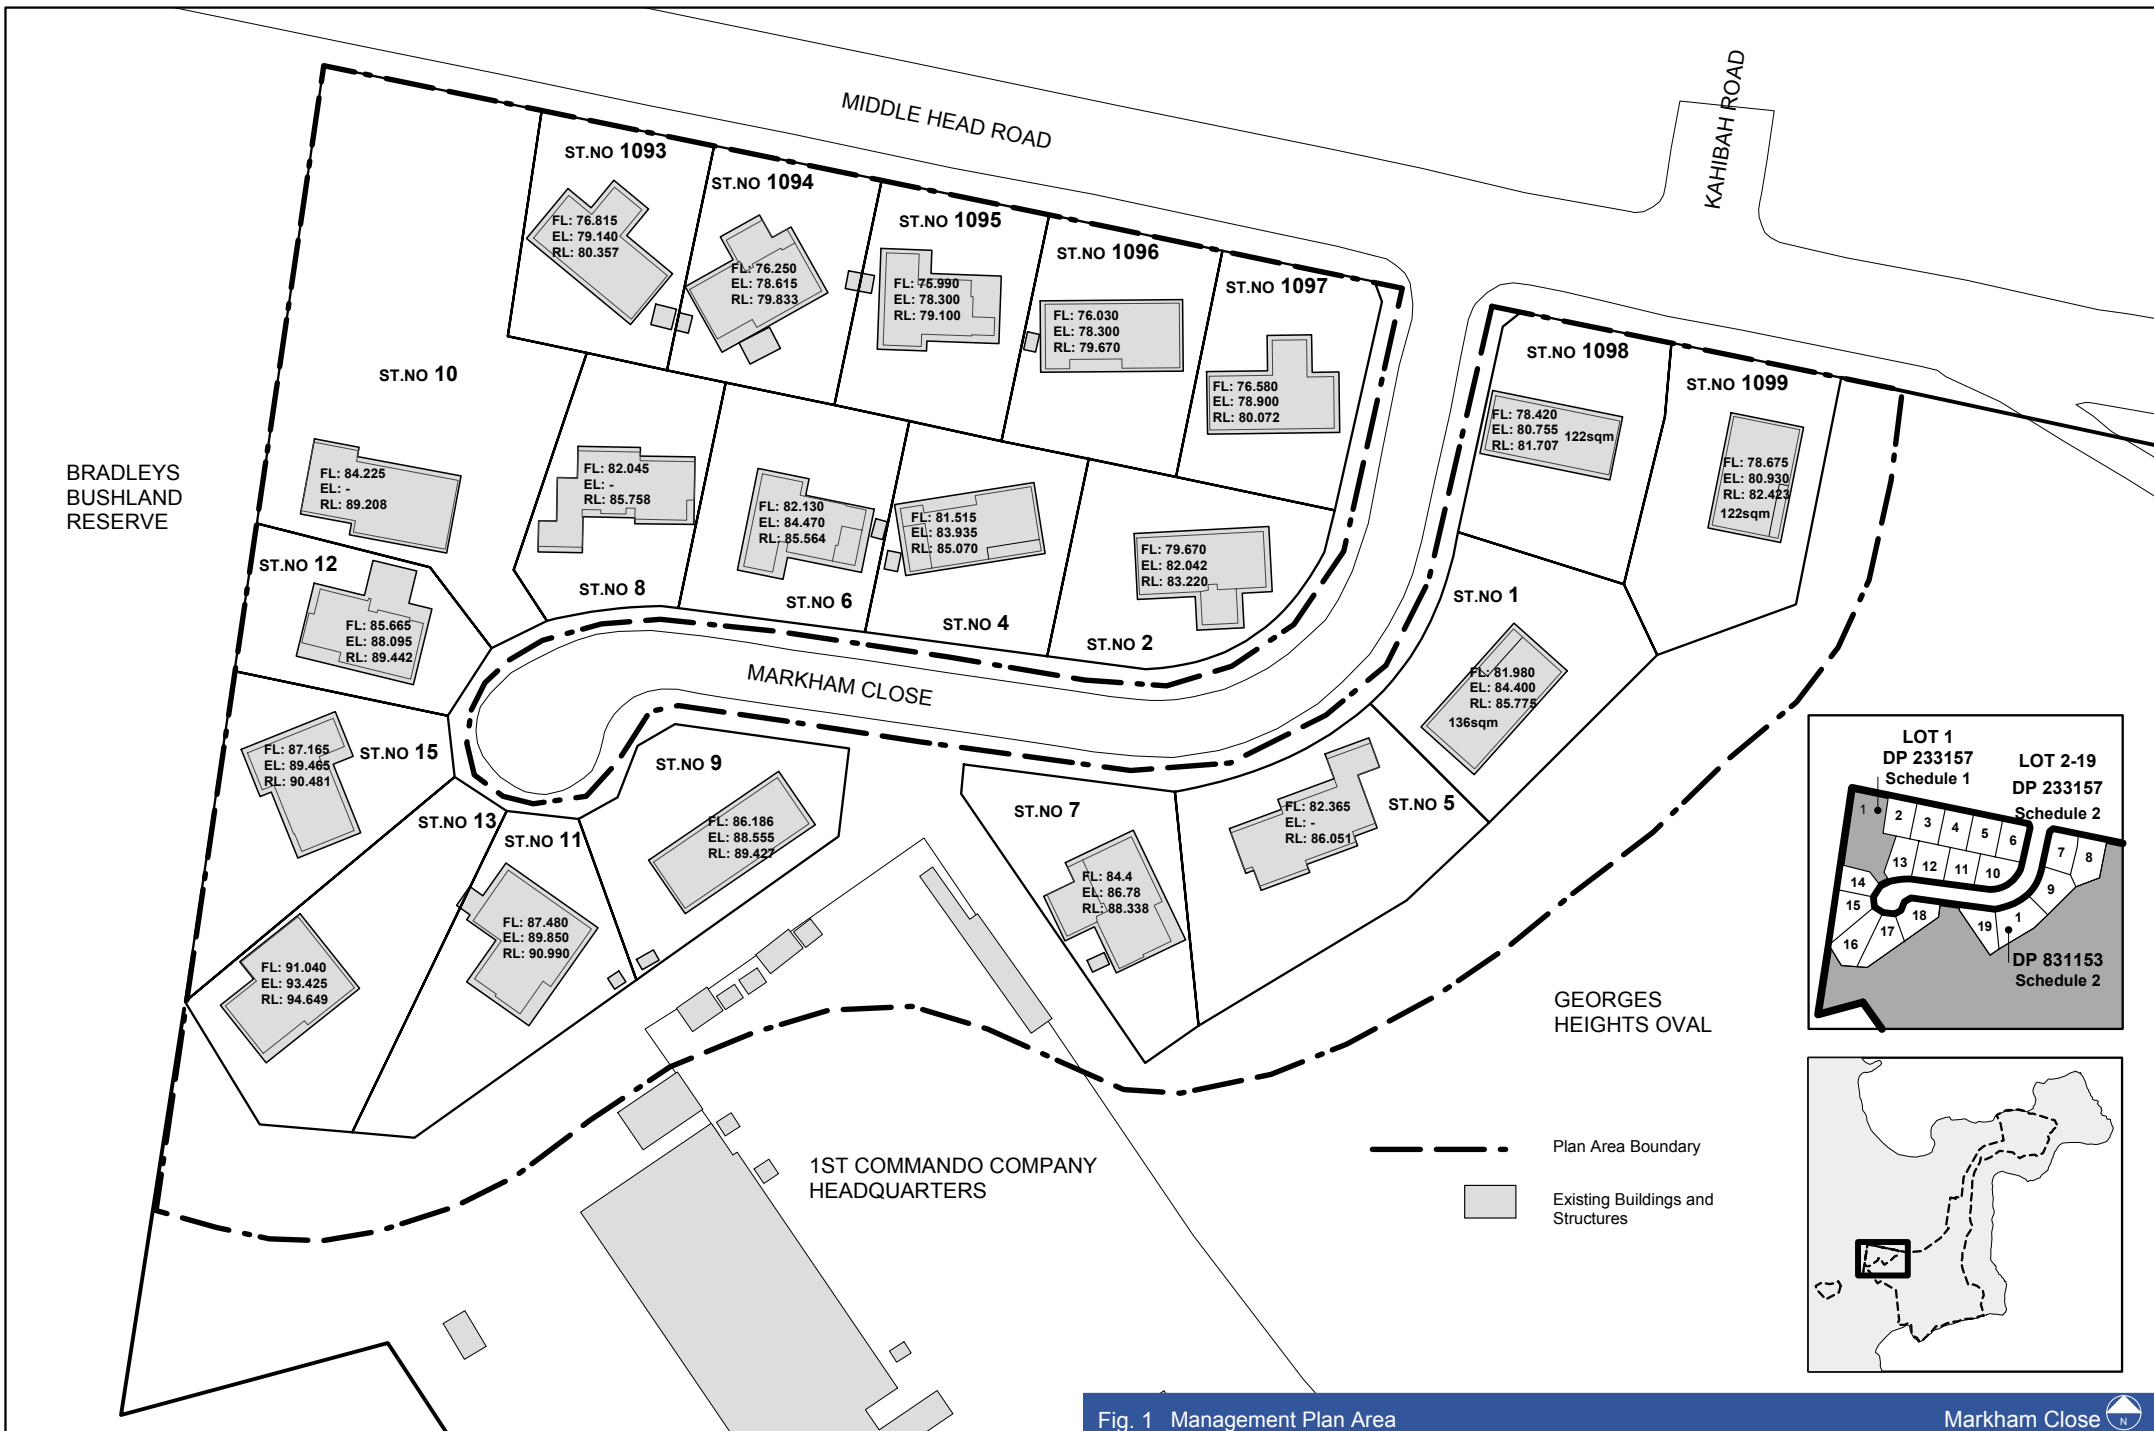 MIDDLE HEAD ROAD
KAHIBAH ROAD
ST.NO 1093
FL: 76.815
EL: 79.140
RL: 80.357
ST.NO 1094
FL: 76.250
EL: 78.615
RL: 79.833
ST.NO 1095
FL: 75.990
EL: 78.300
RL: 79.100
ST.NO 1096
FL: 76.030
EL: 78.300
RL: 79.670
ST.NO 1097
FL: 76.580
EL: 78.900
RL: 80.072
ST.NO 1098
FL: 78.420
EL: 80.755
RL: 81.707
122sqm
ST.NO 1099
FL: 78.675
EL: 80.930
RL: 82.423
122sqm
ST.NO 10
FL: 84.225
EL: -
RL: 89.208
BRADLEYS
BUSHLAND
RESERVE
FL: 82.045
EL: -
RL: 85.758
ST.NO 8
FL: 82.130
EL: 84.470
RL: 85.564
ST.NO 6
FL: 81.515
EL: 83.935
RL: 85.070
ST.NO 4
FL: 79.670
EL: 82.042
RL: 83.220
ST.NO 2
ST.NO 1
FL: 81.980
EL: 84.400
RL: 85.775
136sqm
ST.NO 12
FL: 85.665
EL: 88.095
RL: 89.442
MARKHAM CLOSE
ST.NO 15
FL: 87.165
EL: 89.465
RL: 90.481
ST.NO 9
FL: 86.186
EL: 88.555
RL: 89.427
ST.NO 7
FL: 84.4
EL: 86.78
RL: 88.338
ST.NO 5
FL: 82.365
EL: -
RL: 86.051
ST.NO 13
FL: 91.040
EL: 93.425
RL: 94.649
ST.NO 11
FL: 87.480
EL: 89.850
RL: 90.990
GEORGES
HEIGHTS OVAL
1ST COMMANDO COMPANY
HEADQUARTERS
LOT 1
DP 233157
Schedule 1
LOT 2-19
DP 233157
Schedule 2
1
2
3
4
5
6
7
8
13
12
11
10
9
14
15
18
19
1
16
17
DP 831153
Schedule 2
Plan Area Boundary
Existing Buildings and
Structures
Fig. 1 Management Plan Area
Markham Close
N